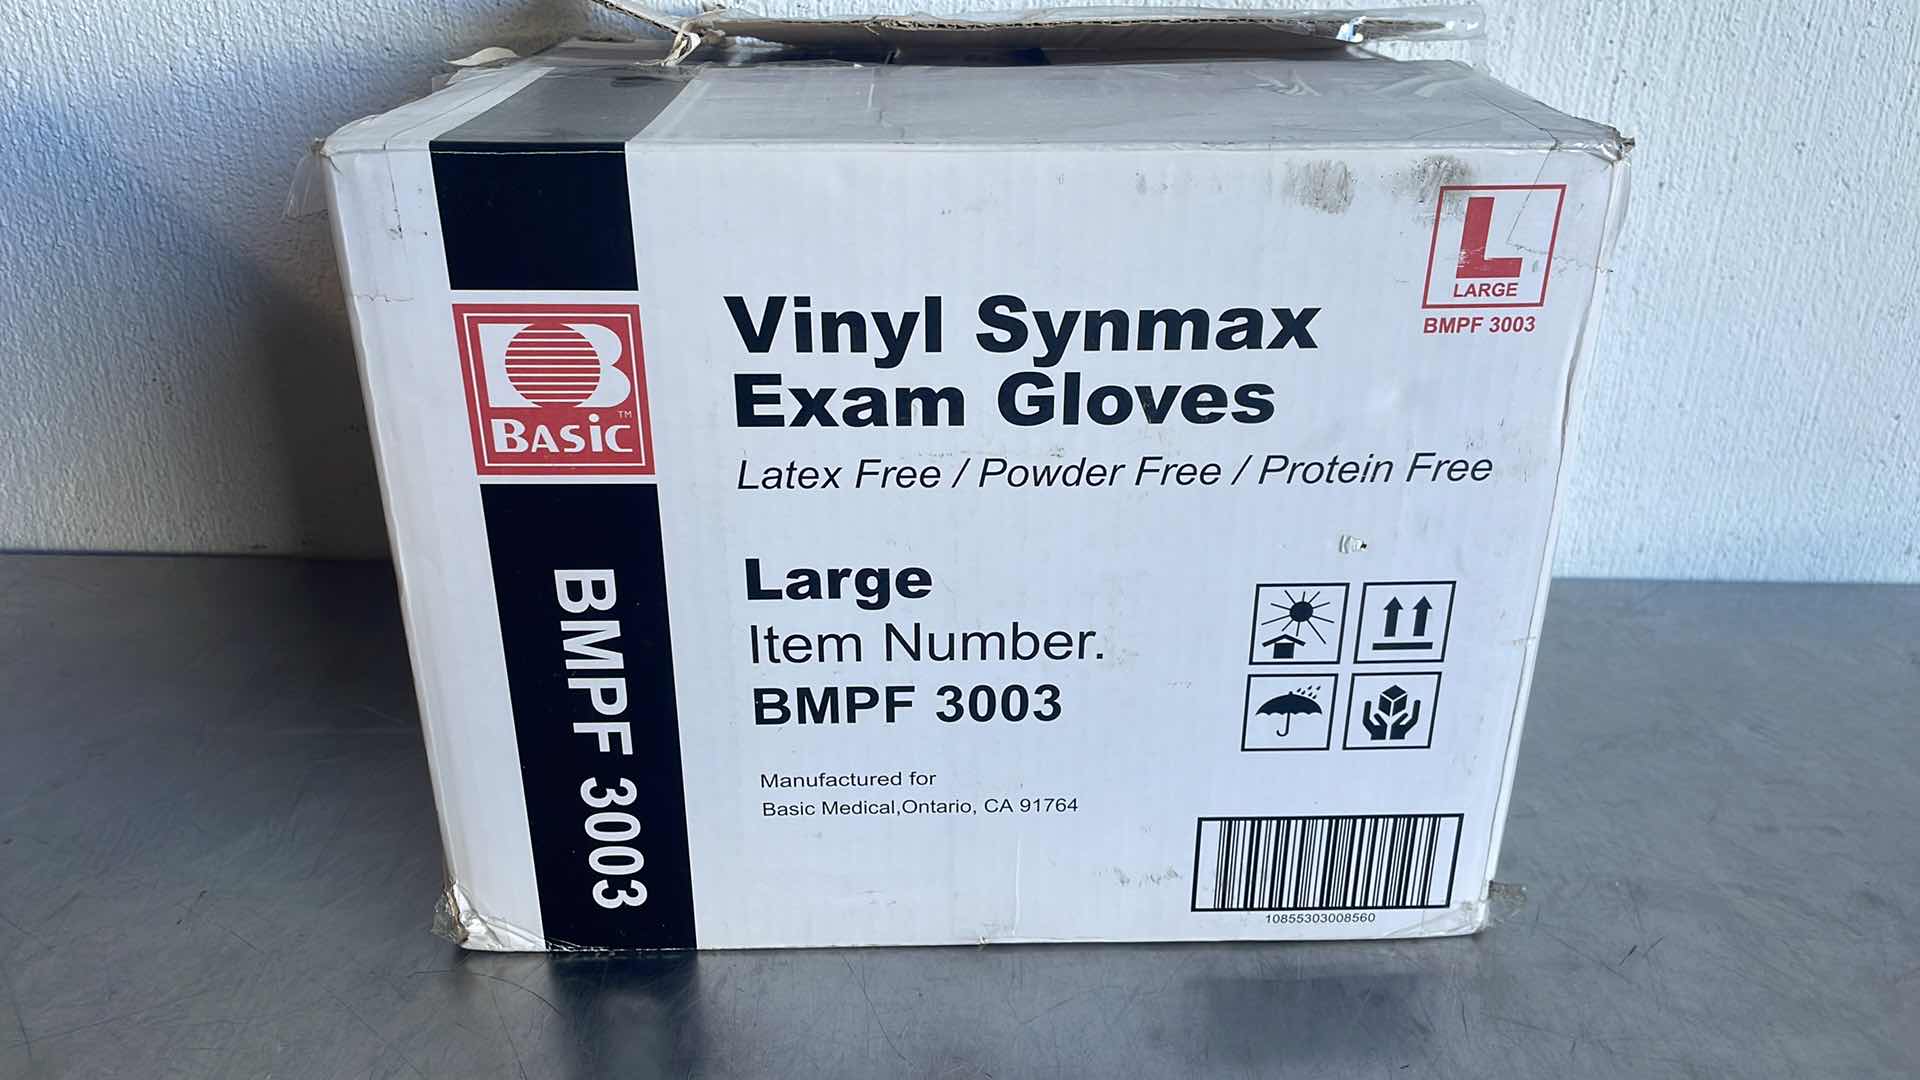 L
LARGE
BMPF 3003
B
BASiC™
BMPF 3003
Vinyl Synmax
Exam Gloves
Latex Free / Powder Free / Protein Free
Large
Item Number.
BMPF 3003
Manufactured for
Basic Medical,Ontario, CA 91764
10855303008560